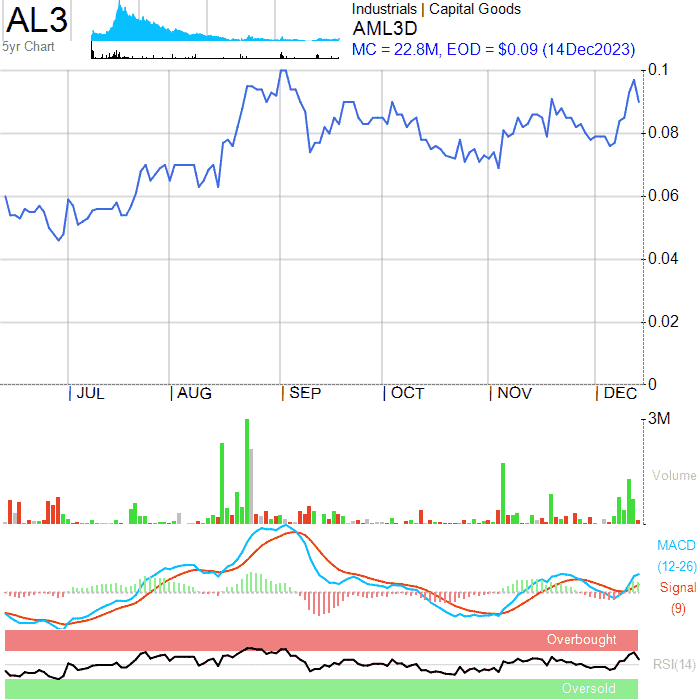 AL3
5yr Chart
Industrials | Capital Goods
AML3D
MC = 22.8M, EOD = $0.09 (14Dec2023)
0.1
0.08
0.06
0.04
0.02
0
| JUL | AUG | SEP | OCT | NOV | DEC
3M
Volume
MACD
(12-26)
Signal
(9)
Overbought
RSI(14)
Oversold